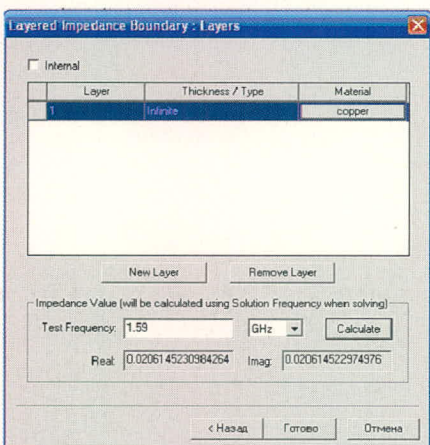 Layered Impedance Boundary : Layers
Internal
Layer Thickness / Type Material
1 Infinite copper
New Layer Remove Layer
Impedance Value (will be calculated using Solution Frequency when solving)
Test Frequency: 1.59 GHz Calculate
Real: 0.0206145230984264 Imag: 0.020614522974976
< Назад Готово Отмена